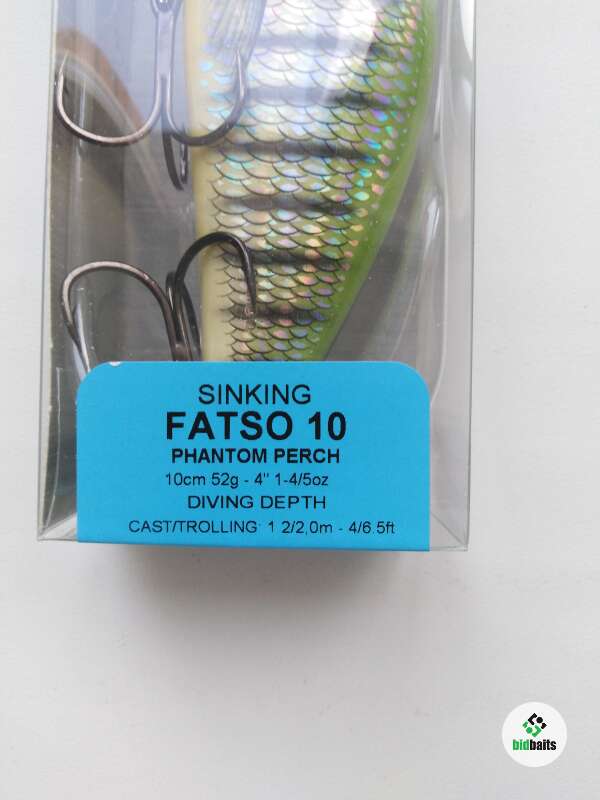 SINKING
FATSO 10
PHANTOM PERCH
10cm 52g - 4" 1-4/5oz
DIVING DEPTH
CAST/TROLLING: 1.2/2,0m - 4/6.5ft
bidbaits